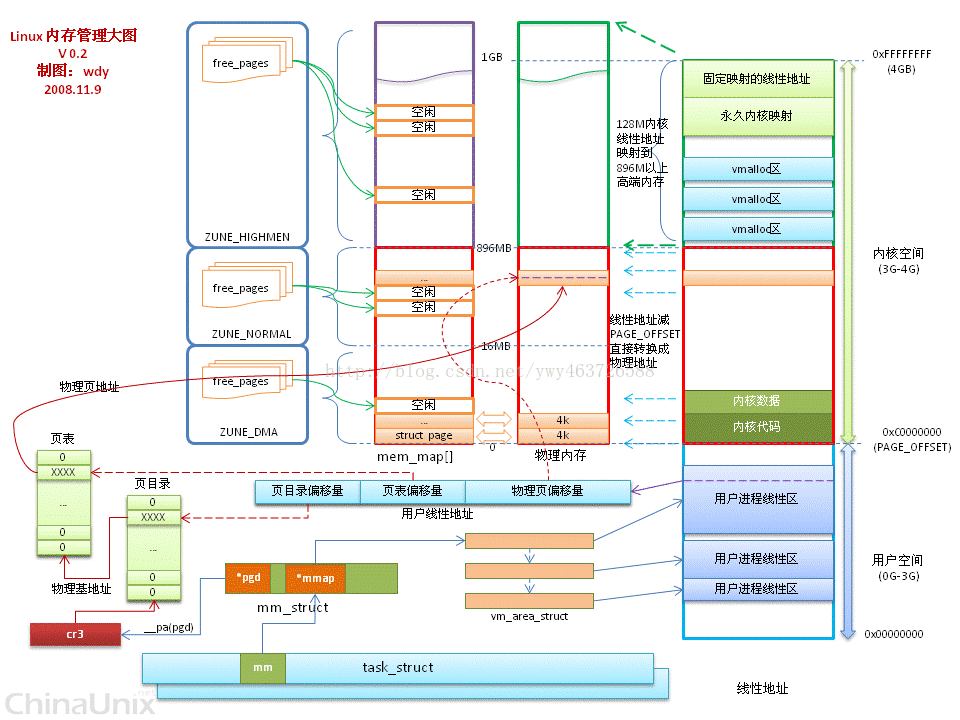 Linux 内存管理大图
V 0.2
制图：wdy
2008.11.9
free_pages
ZUNE_HIGHMEN
free_pages
ZUNE_NORMAL
free_pages
ZUNE_DMA
空闲
空闲
空闲
...
空闲
空闲
空闲
...
struct page
mem_map[]
1GB
896MB
16MB
0
4k
4k
物理内存
128M内核
线性地址
映射到
896M以上
高端内存
线性地址减
PAGE_OFFSET
直接转换成
物理地址
固定映射的线性地址
永久内核映射
vmalloc区
vmalloc区
vmalloc区
内核数据
内核代码
用户进程线性区
用户进程线性区
用户进程线性区
0xFFFFFFFF
(4GB)
内核空间
(3G-4G)
0xC0000000
(PAGE_OFFSET)
用户空间
(0G-3G)
0x00000000
线性地址
http://blog.csdn.net/ywy463726588
物理页地址
页表
0
XXXX
...
0
0
页目录
0
XXXX
...
0
0
物理基地址
cr3
__pa(pgd)
页目录偏移量
页表偏移量
物理页偏移量
用户线性地址
*pgd
*mmap
mm_struct
vm_area_struct
mm
task_struct
ChinaUnix
.net